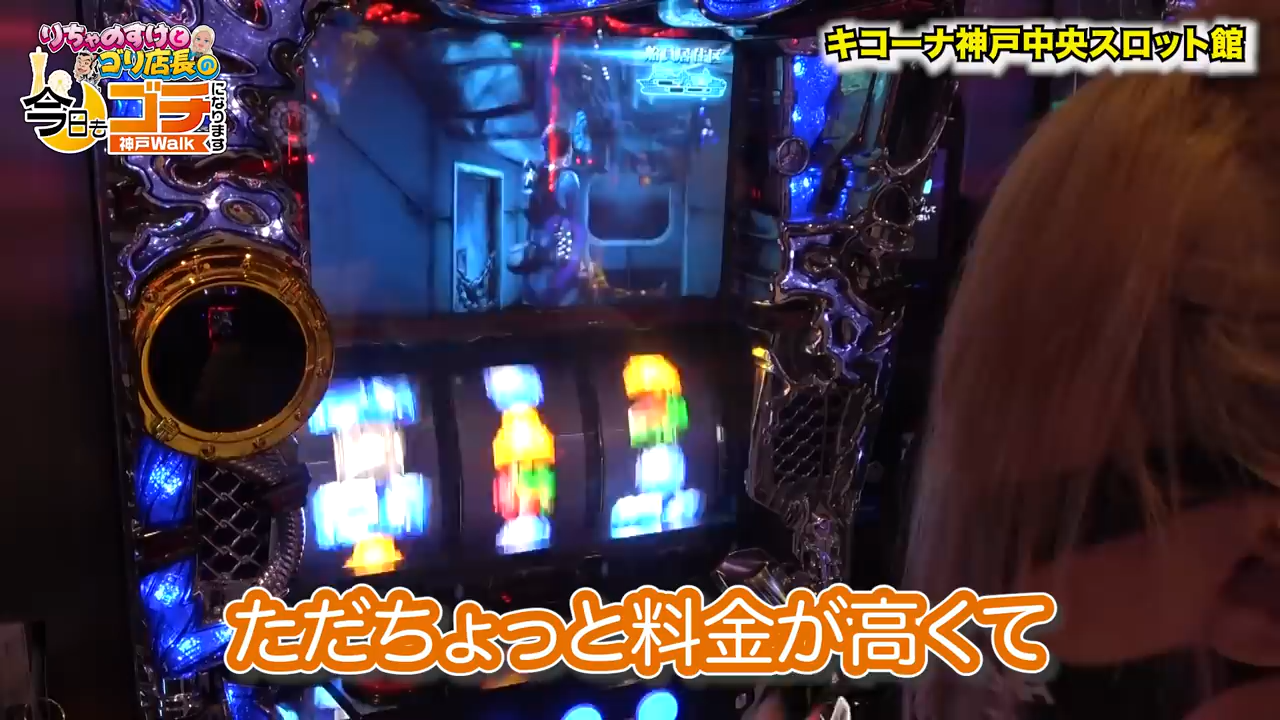 りちゃのすけと
ゴリ店長の
今日も
ゴチ
になります
神戸Walk
キコーナ神戸中央スロット館
ただちょっと料金が高くて